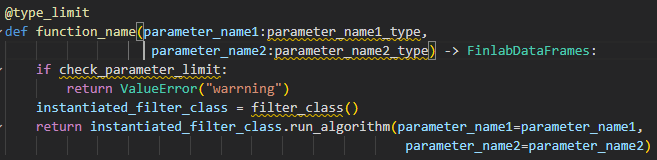 @type_limit
def function_name(parameter_name1:parameter_name1_type,
parameter_name2:parameter_name2_type) -> FinlabDataFrames:
if check_parameter_limit:
return ValueError("warrning")
instantiated_filter_class = filter_class()
return instantiated_filter_class.run_algorithm(parameter_name1=parameter_name1,
parameter_name2=parameter_name2)